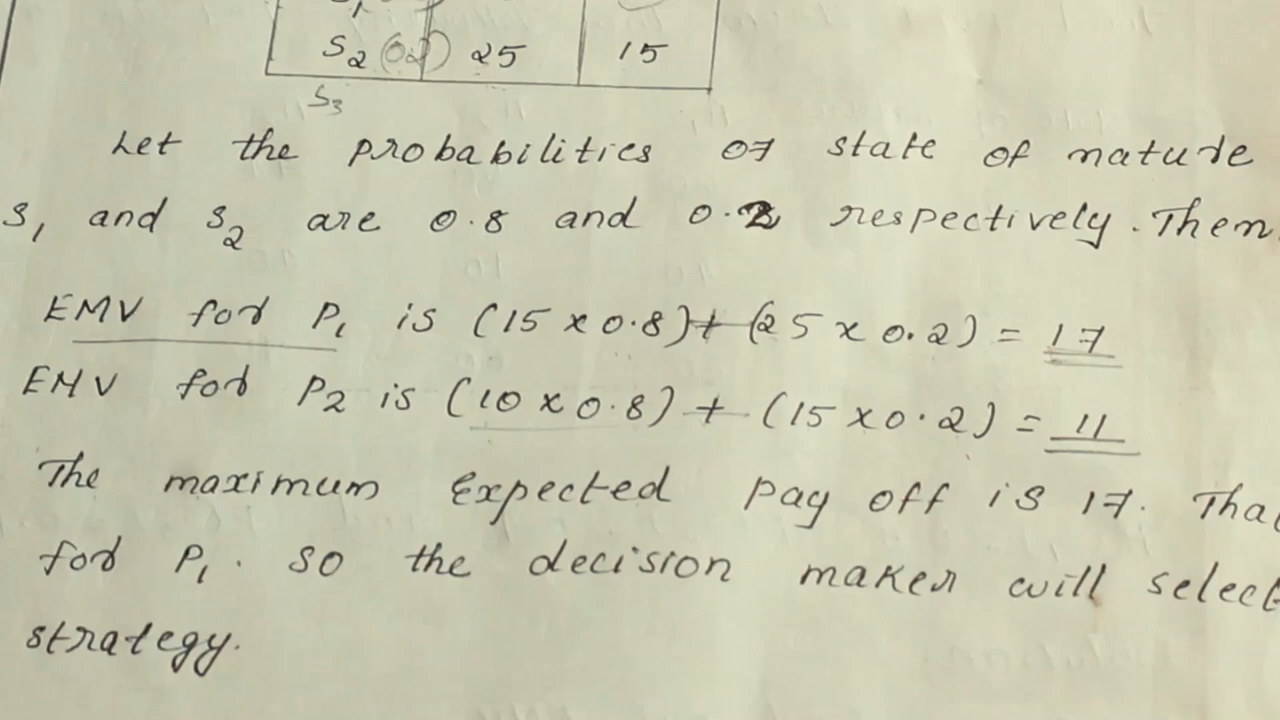 S2 (0.2) 25 15
S3
Let the probabilities of state of nature
S1 and S2 are 0.8 and 0.2 respectively. Then
EMV for P1 is (15 x 0.8) + (25 x 0.2) = 17
EMV for P2 is (10 x 0.8) + (15 x 0.2) = 11
The maximum Expected pay off is 17. Tha
for P1. so the decision maker will select
strategy.